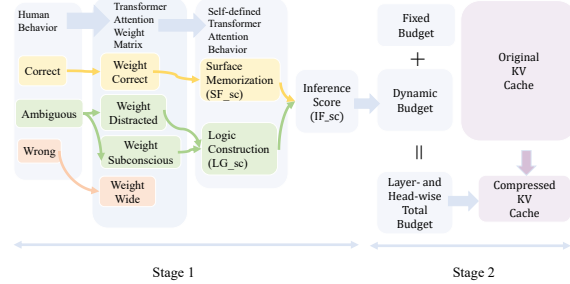 Human
Behavior
Transformer
Attention
Weight
Matrix
Self-defined
Transformer
Attention
Behavior
Correct
Weight
Correct
Surface
Memorization
(SF_sc)
Ambiguous
Weight
Distracted
Weight
Subconscious
Logic
Construction
(LG_sc)
Wrong
Weight
Wide
Inference
Score
(IF_sc)
Fixed
Budget
+
Dynamic
Budget
=
Layer- and
Head-wise
Total
Budget
Original
KV
Cache
Compressed
KV
Cache
Stage 1
Stage 2